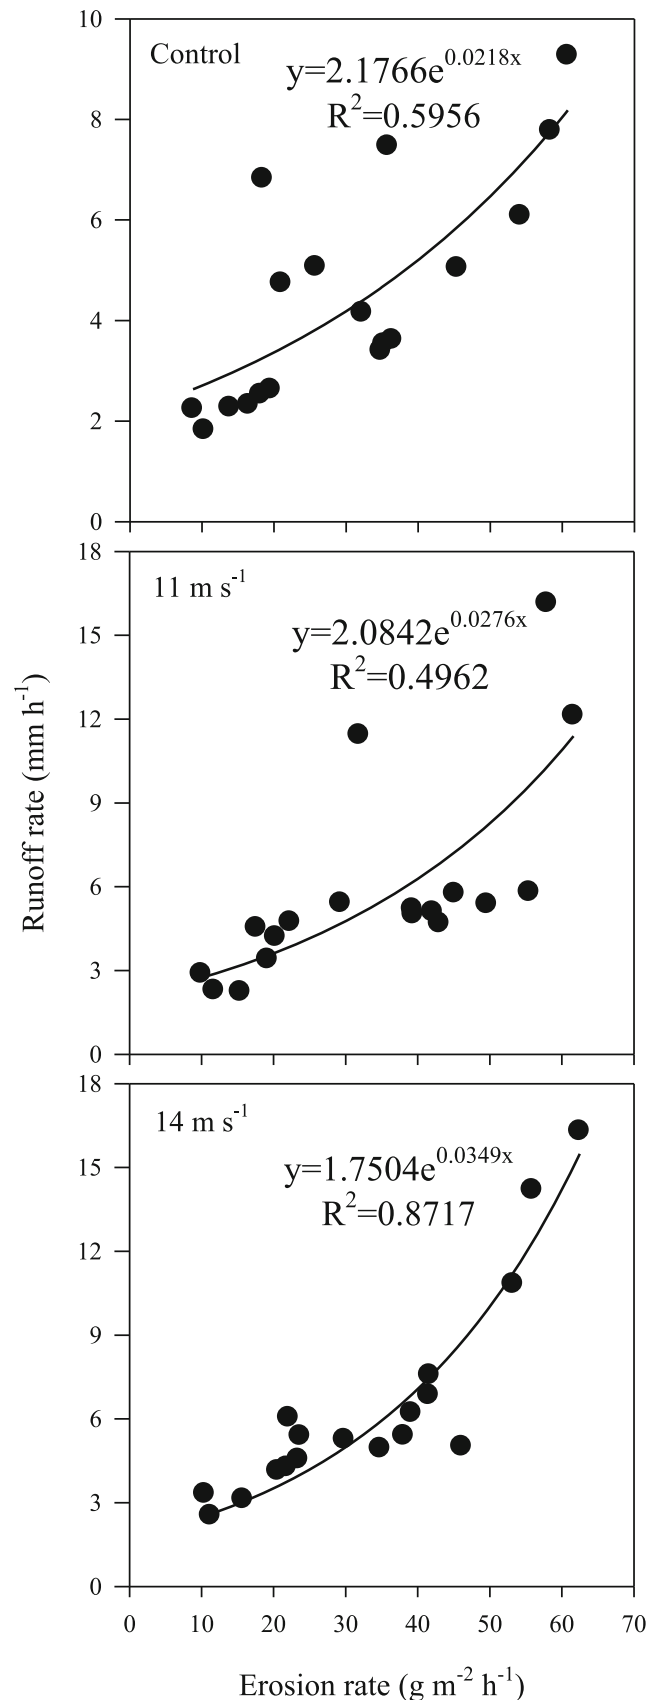 Control
y=2.1766e^0.0218x
R²=0.5956
10
8
6
4
2
0
11 m s⁻¹
y=2.0842e^0.0276x
R²=0.4962
18
15
12
9
6
3
0
Runoff rate (mm h⁻¹)
14 m s⁻¹
y=1.7504e^0.0349x
R²=0.8717
18
15
12
9
6
3
0
0 10 20 30 40 50 60 70
Erosion rate (g m⁻² h⁻¹)